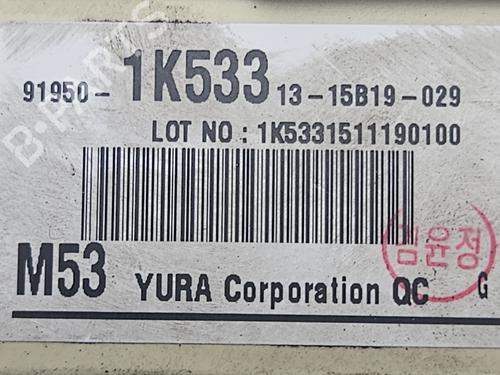 91950- 1K533 13-15B19-029
LOT NO : 1K5331511190100
M53 YURA Corporation QC G
김윤정
B-PARTS